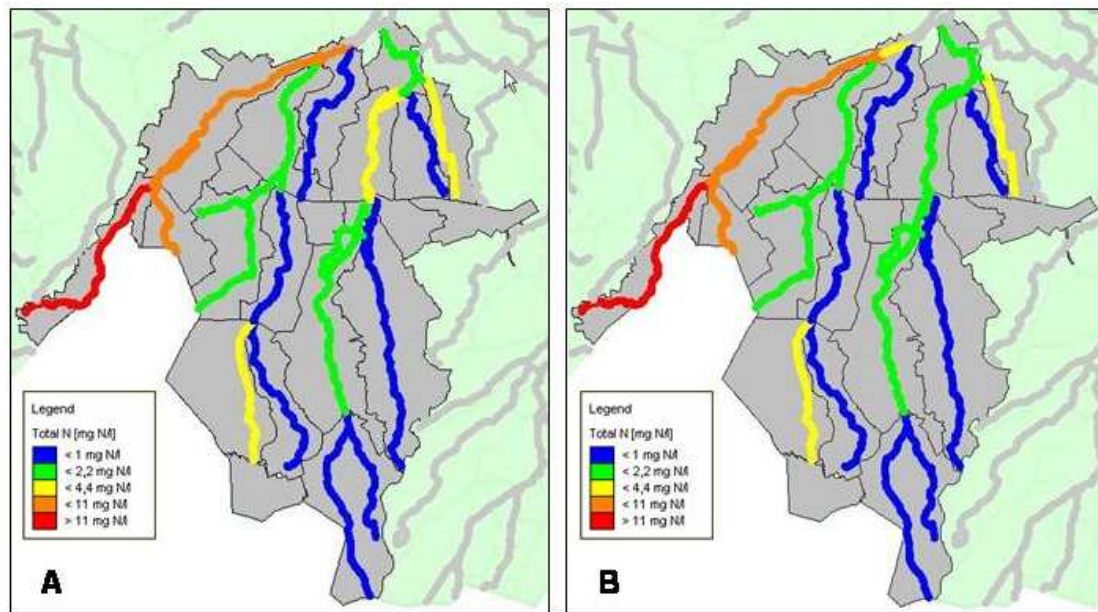 Legend
Total N [mg N/l]
< 1 mg N/l
< 2,2 mg N/l
< 4,4 mg N/l
< 11 mg N/l
> 11 mg N/l
A
Legend
Total N [mg N/l]
< 1 mg N/l
< 2,2 mg N/l
< 4,4 mg N/l
< 11 mg N/l
> 11 mg N/l
B